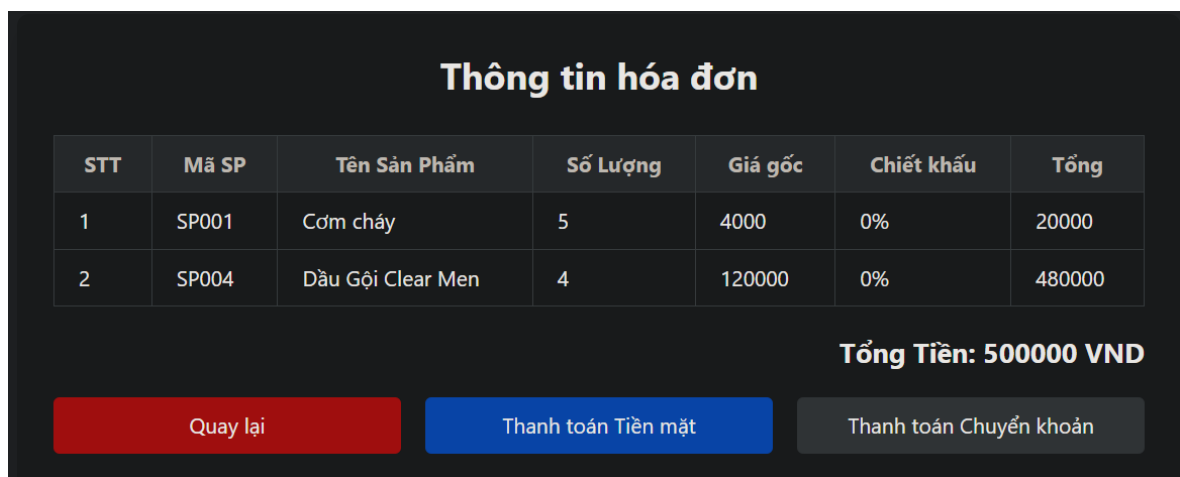 Thông tin hóa đơn
STT Mã SP Tên Sản Phẩm Số Lượng Giá gốc Chiết khấu Tổng
1 SP001 Cơm cháy 5 4000 0% 20000
2 SP004 Dầu Gội Clear Men 4 120000 0% 480000
Tổng Tiền: 500000 VND
Quay lại Thanh toán Tiền mặt Thanh toán Chuyển khoản